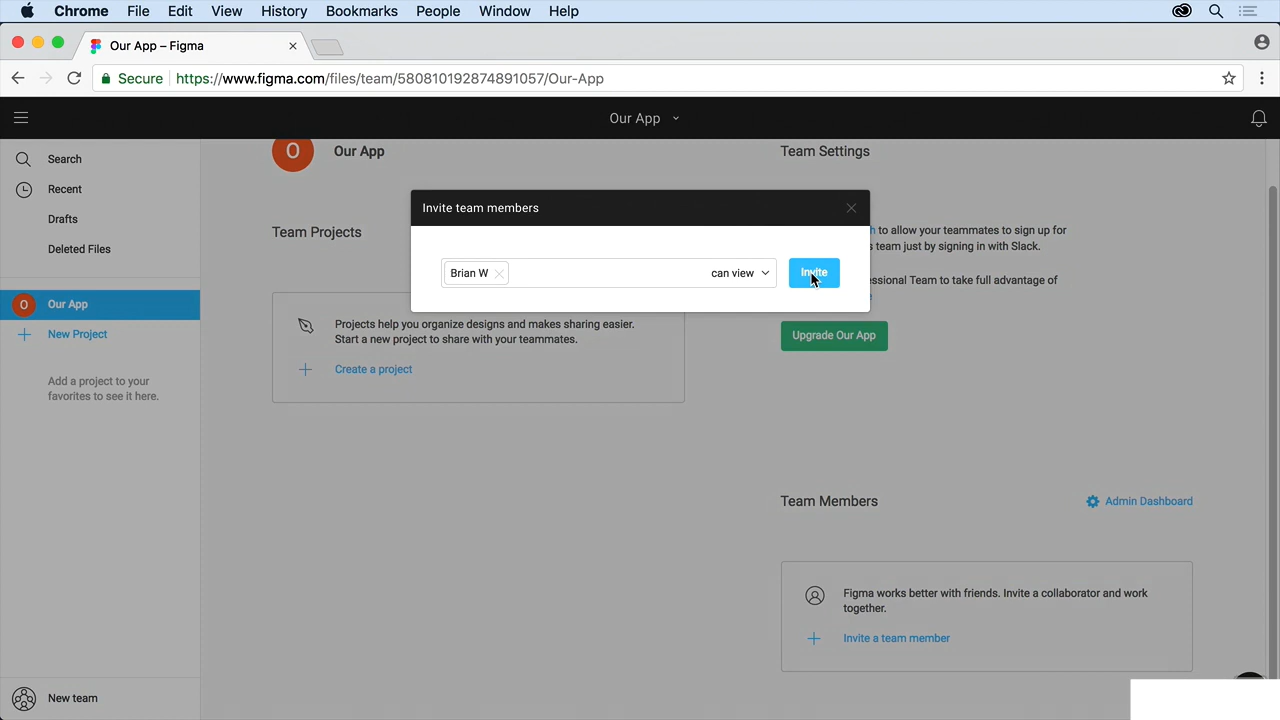 Chrome File Edit View History Bookmarks People Window Help
Our App – Figma
Secure https://www.figma.com/files/team/580810192874891057/Our-App
Our App
Search
Recent
Drafts
Deleted Files
O Our App
New Project
Add a project to your
favorites to see it here.
New team
O Our App
Team Projects
Projects help you organize designs and makes sharing easier.
Start a new project to share with your teammates.
Create a project
Invite team members
Brian W
can view
Invite
Team Settings
to allow your teammates to sign up for
team just by signing in with Slack.
Professional Team to take full advantage of
Upgrade Our App
Team Members
Admin Dashboard
Figma works better with friends. Invite a collaborator and work
together.
Invite a team member